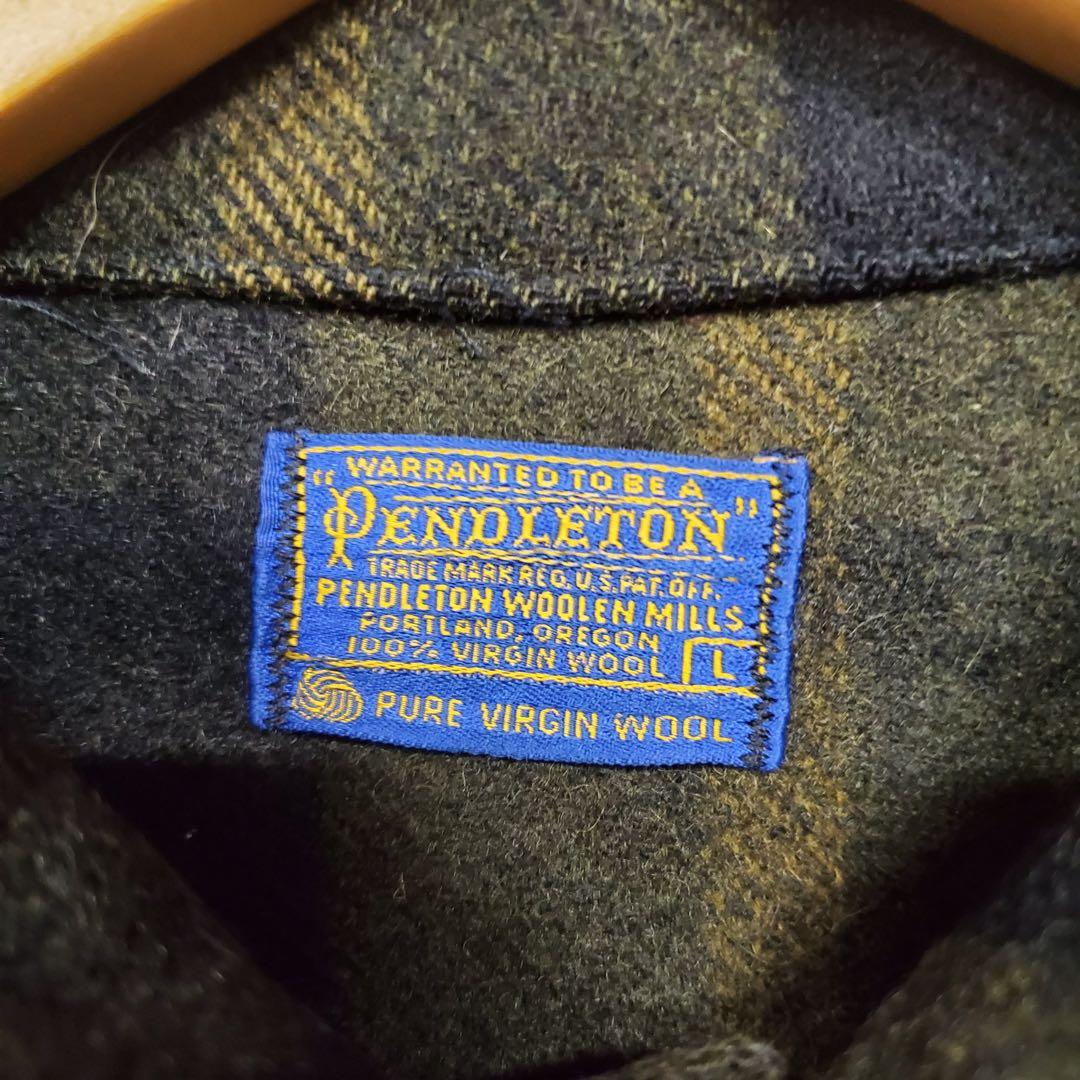 WARRANTED TO BE A
"PENDLETON"
TRADE MARK REG. U.S. PAT. OFF.
PENDLETON WOOLEN MILLS
PORTLAND, OREGON
100% VIRGIN WOOL L
PURE VIRGIN WOOL